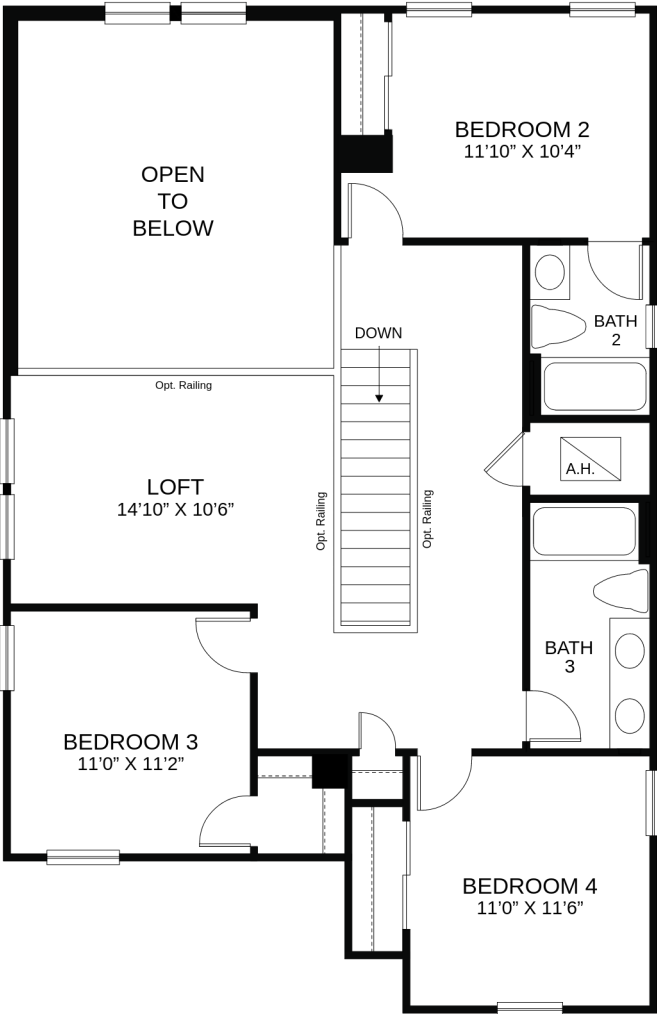 BEDROOM 2
11’10” X 10’4”
OPEN
TO
BELOW
DOWN
BATH
2
Opt. Railing
A.H.
LOFT
14’10” X 10’6”
Opt. Railing
Opt. Railing
BATH
3
BEDROOM 3
11’0” X 11’2”
BEDROOM 4
11’0” X 11’6”